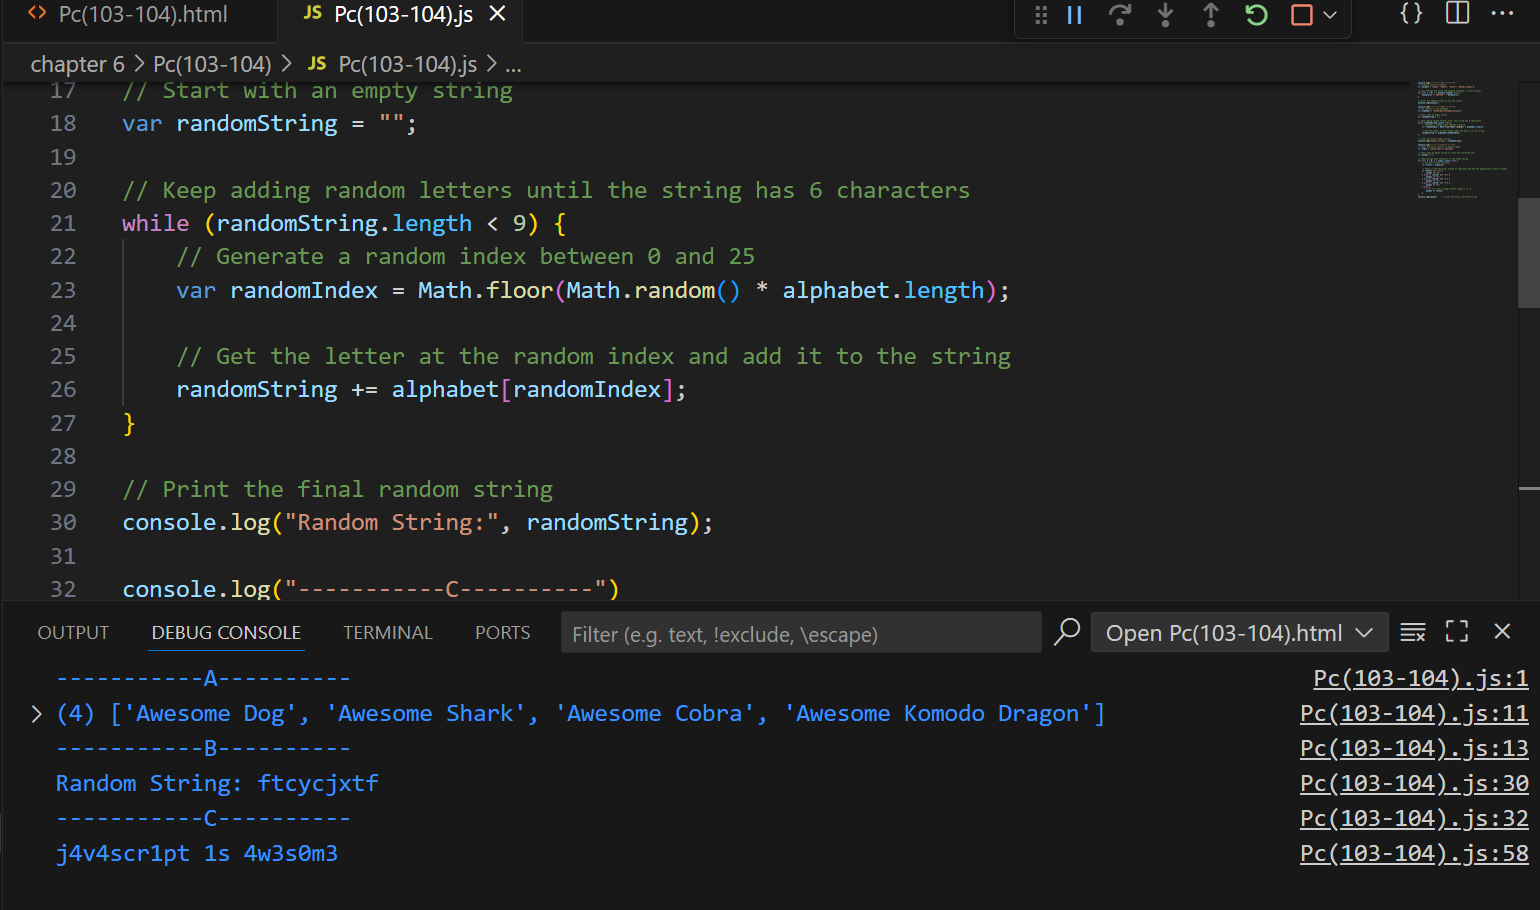 <> Pc(103-104).html
JS Pc(103-104).js
{}
chapter 6 > Pc(103-104) > JS Pc(103-104).js > ...
17 // Start with an empty string
18 var randomString = "";
19
20 // Keep adding random letters until the string has 6 characters
21 while (randomString.length < 9) {
22 // Generate a random index between 0 and 25
23 var randomIndex = Math.floor(Math.random() * alphabet.length);
24
25 // Get the letter at the random index and add it to the string
26 randomString += alphabet[randomIndex];
27 }
28
29 // Print the final random string
30 console.log("Random String:", randomString);
31
32 console.log("-----------C----------")
OUTPUT DEBUG CONSOLE TERMINAL PORTS Filter (e.g. text, !exclude, \escape) Open Pc(103-104).html
-----------A---------- Pc(103-104).js:1
> (4) ['Awesome Dog', 'Awesome Shark', 'Awesome Cobra', 'Awesome Komodo Dragon'] Pc(103-104).js:11
-----------B---------- Pc(103-104).js:13
Random String: ftcycjxtf Pc(103-104).js:30
-----------C---------- Pc(103-104).js:32
j4v4scr1pt 1s 4w3s0m3 Pc(103-104).js:58